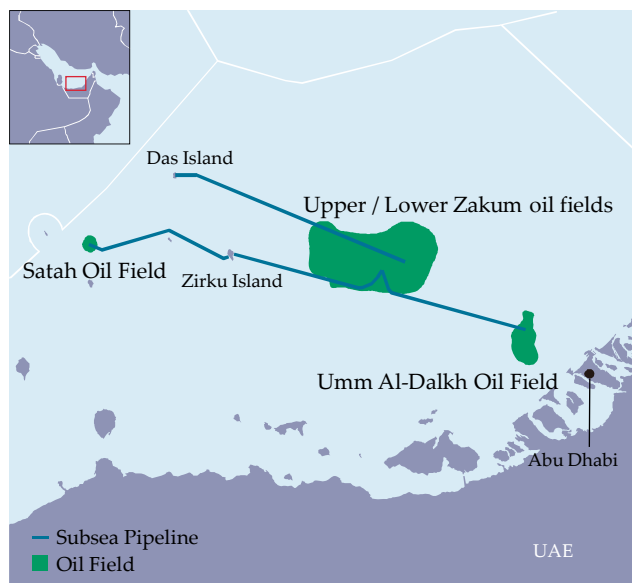 Das Island
Upper / Lower Zakum oil fields
Satah Oil Field
Zirku Island
Umm Al-Dalkh Oil Field
Abu Dhabi
Subsea Pipeline
Oil Field
UAE